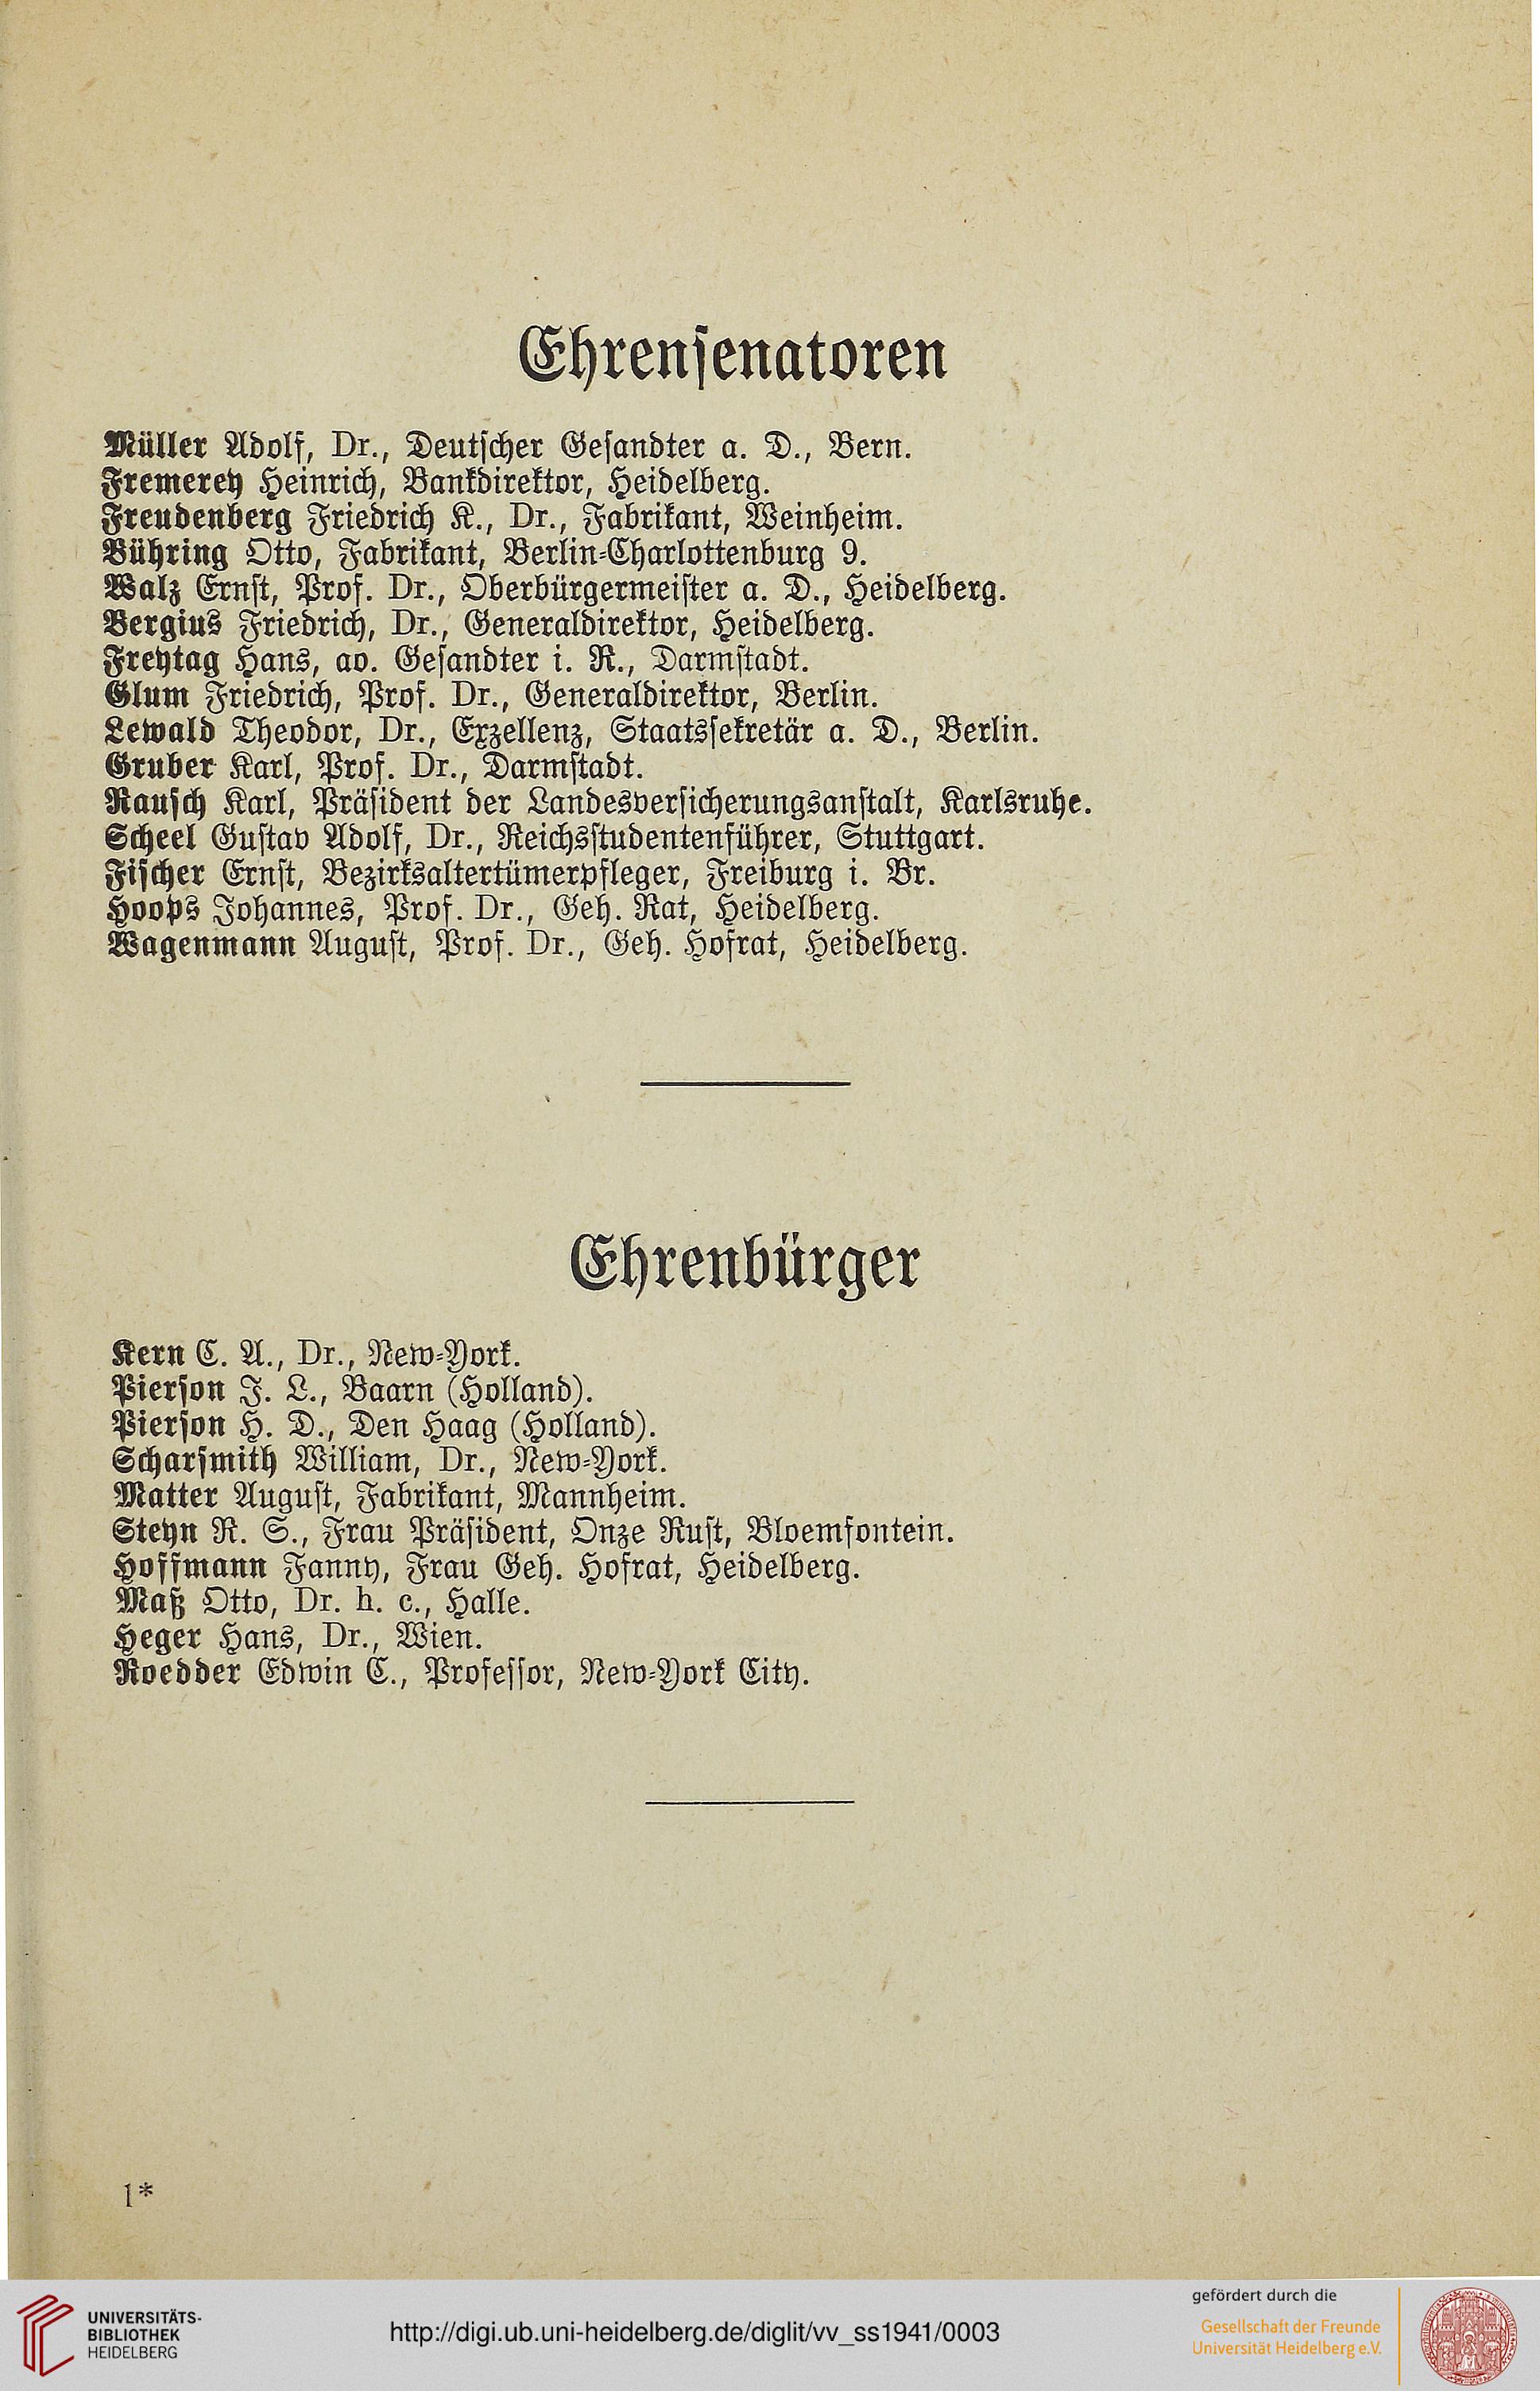 Ehrensenatoren
Müller Adolf, Dr., Deutscher Gesandter a. D., Bern.
Fremerey Heinrich, Bankdirektor, Heidelberg.
Freudenberg Friedrich K., Dr., Fabrikant, Weinheim.
Bühring Otto, Fabrikant, Berlin-Charlottenburg 9.
Walz Ernst, Prof. Dr., Oberbürgermeister a. D., Heidelberg.
Bergius Friedrich, Dr., Generaldirektor, Heidelberg.
Freytag Hans, ao. Gesandter i. R., Darmstadt.
Glum Friedrich, Prof. Dr., Generaldirektor, Berlin.
Lewald Theodor, Dr., Exzellenz, Staatssekretär a. D., Berlin.
Gruber Karl, Prof. Dr., Darmstadt.
Rausch Karl, Präsident der Landesversicherungsanstalt, Karlsruhe.
Scheel Gustav Adolf, Dr., Reichsstudentenführer, Stuttgart.
Fischer Ernst, Bezirksaltertümerpfleger, Freiburg i. Br.
Hoops Johannes, Prof. Dr., Geh. Rat, Heidelberg.
Wagenmann August, Prof. Dr., Geh. Hofrat, Heidelberg.
Ehrenbürger
Kern C. A., Dr., New-York.
Pierson J. L., Baarn (Holland).
Pierson H. D., Den Haag (Holland).
Scharsmith William, Dr., New-York.
Matter August, Fabrikant, Mannheim.
Steyn R. S., Frau Präsident, Onze Rust, Bloemfontein.
Hoffmann Fanny, Frau Geh. Hofrat, Heidelberg.
Maß Otto, Dr. h. c., Halle.
Heger Hans, Dr., Wien.
Roedder Edwin C., Professor, New-York City.
1*
UNIVERSITÄTS-
BIBLIOTHEK
HEIDELBERG
http://digi.ub.uni-heidelberg.de/diglit/vv_ss1941/0003
gefördert durch die
Gesellschaft der Freunde
Universität Heidelberg e.V.